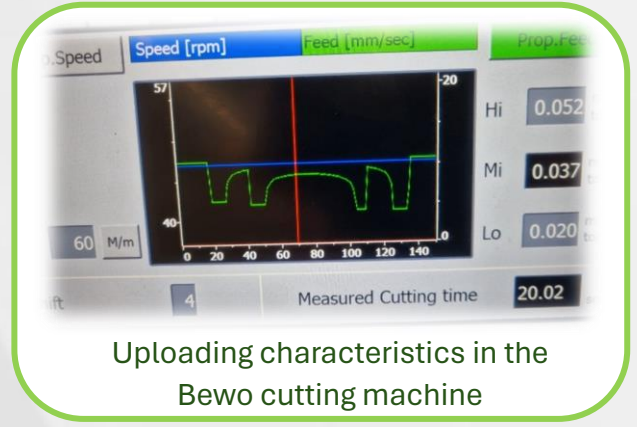 Speed
Speed [rpm]
Feed [mm/sec]
57
20
40
0
0 20 40 60 80 100 120 140
Hi 0.052
Mi 0.037
Lo 0.020
60 M/m
4
Measured Cutting time 20.02
Uploading characteristics in the
Bewo cutting machine